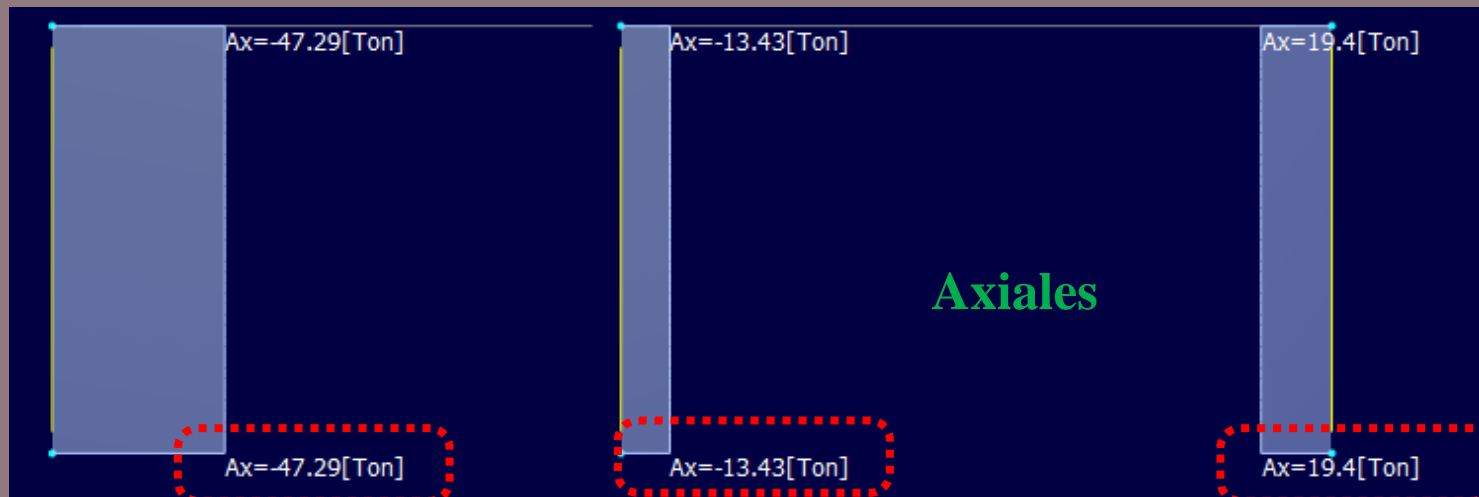 Ax=-47.29[Ton]
Ax=-13.43[Ton]
Ax=19.4[Ton]
Axiales
Ax=-47.29[Ton]
Ax=-13.43[Ton]
Ax=19.4[Ton]